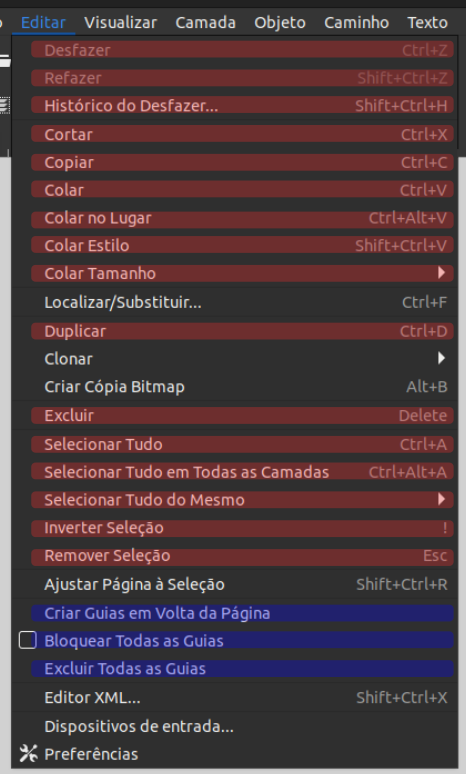 Editar Visualizar Camada Objeto Caminho Texto
Desfazer Ctrl+Z
Refazer Shift+Ctrl+Z
Histórico do Desfazer... Shift+Ctrl+H
Cortar Ctrl+X
Copiar Ctrl+C
Colar Ctrl+V
Colar no Lugar Ctrl+Alt+V
Colar Estilo Shift+Ctrl+V
Colar Tamanho
Localizar/Substituir... Ctrl+F
Duplicar Ctrl+D
Clonar
Criar Cópia Bitmap Alt+B
Excluir Delete
Selecionar Tudo Ctrl+A
Selecionar Tudo em Todas as Camadas Ctrl+Alt+A
Selecionar Tudo do Mesmo
Inverter Seleção !
Remover Seleção Esc
Ajustar Página à Seleção Shift+Ctrl+R
Criar Guias em Volta da Página
Bloquear Todas as Guias
Excluir Todas as Guias
Editor XML... Shift+Ctrl+X
Dispositivos de entrada...
Preferências